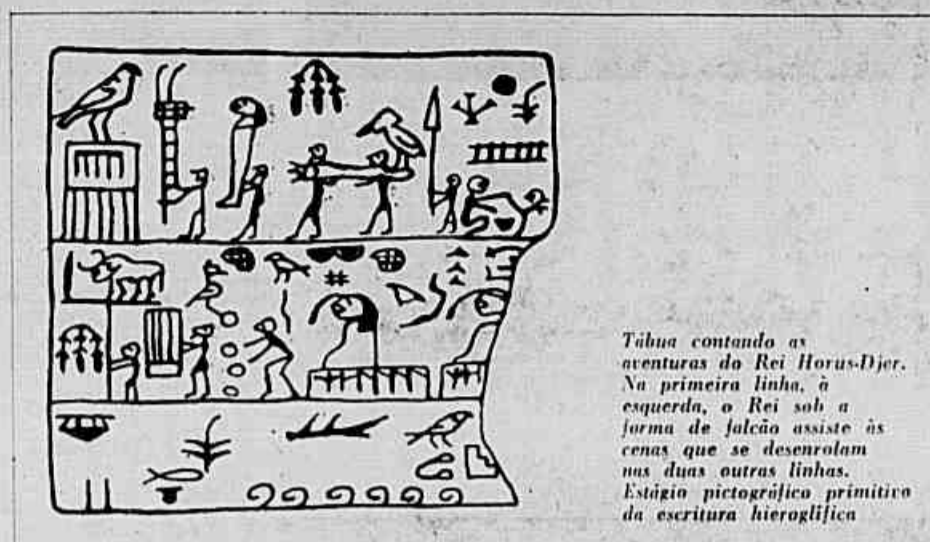 Tábua contando as
aventuras do Rei Horus-Djer.
Na primeira linha, à
esquerda, o Rei sob a
forma de falcão assiste às
cenas que se desenrolam
nas duas outras linhas.
Estágio pictográfico primitivo
da escritura hieroglífica